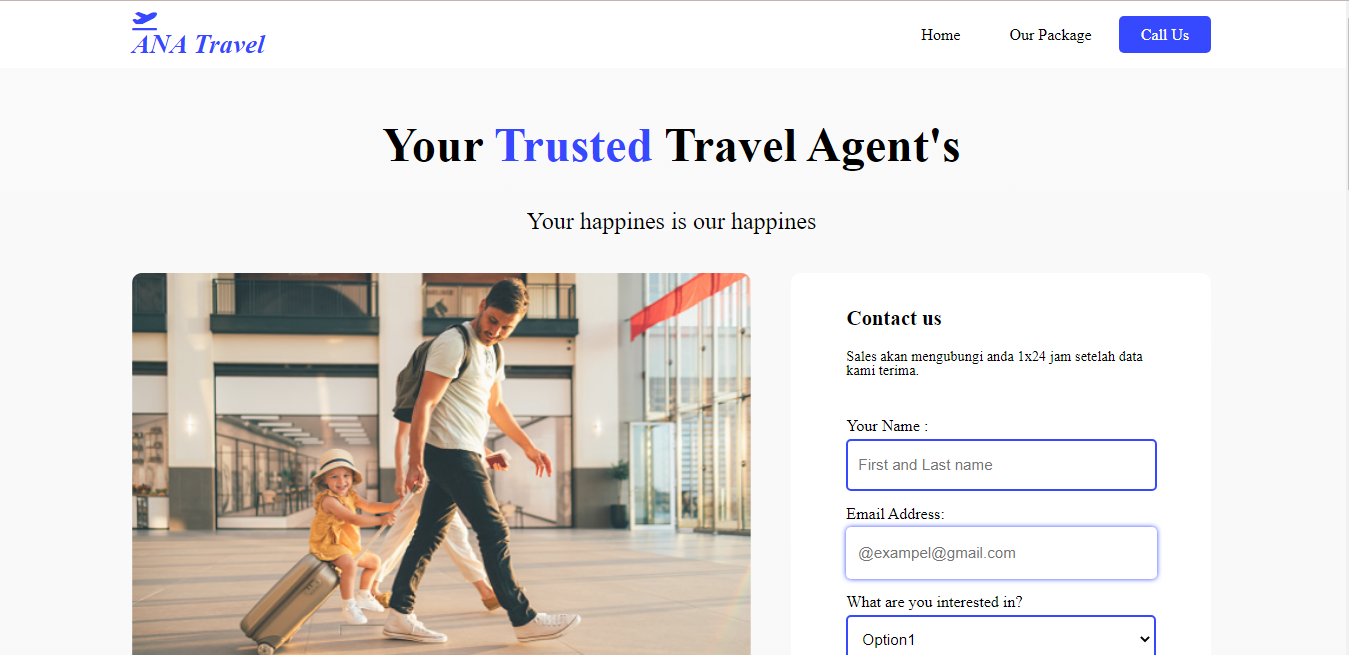 ANA Travel
Home
Our Package
Call Us
Your Trusted Travel Agent's
Your happines is our happines
Contact us
Sales akan mengubungi anda 1x24 jam setelah data
kami terima.
Your Name :
First and Last name
Email Address:
@exampel@gmail.com
What are you interested in?
Option1